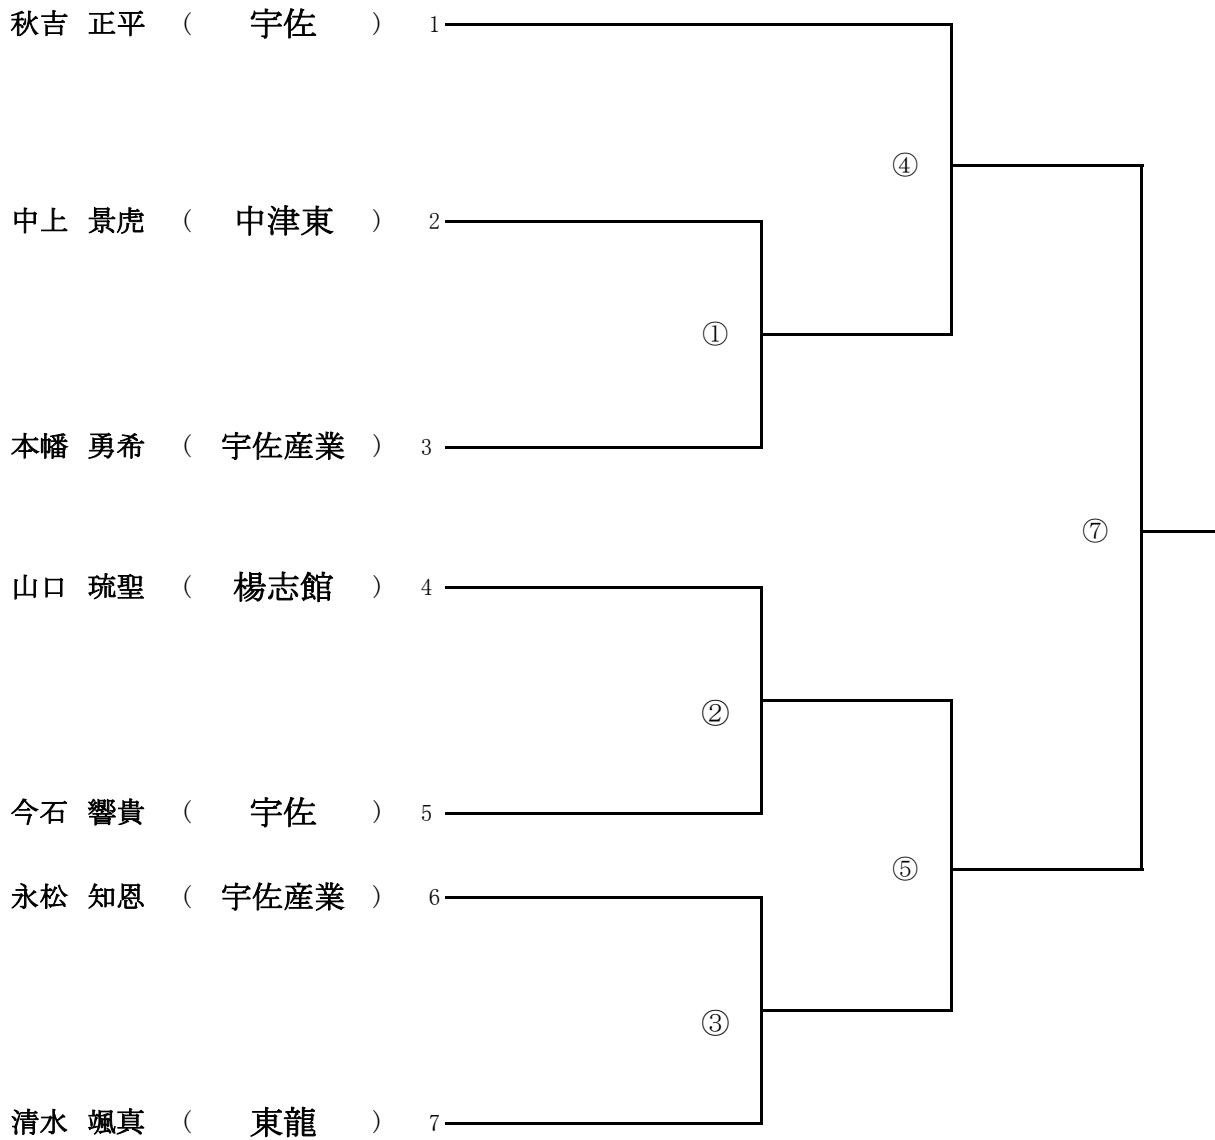 秋吉 正平 ( 宇佐 ) 1
④
中上 景虎 ( 中津東 ) 2
①
本幡 勇希 ( 宇佐産業 ) 3
⑦
山口 琉聖 ( 楊志館 ) 4
②
今石 響貴 ( 宇佐 ) 5
⑤
永松 知恩 ( 宇佐産業 ) 6
③
清水 颯真 ( 東龍 ) 7